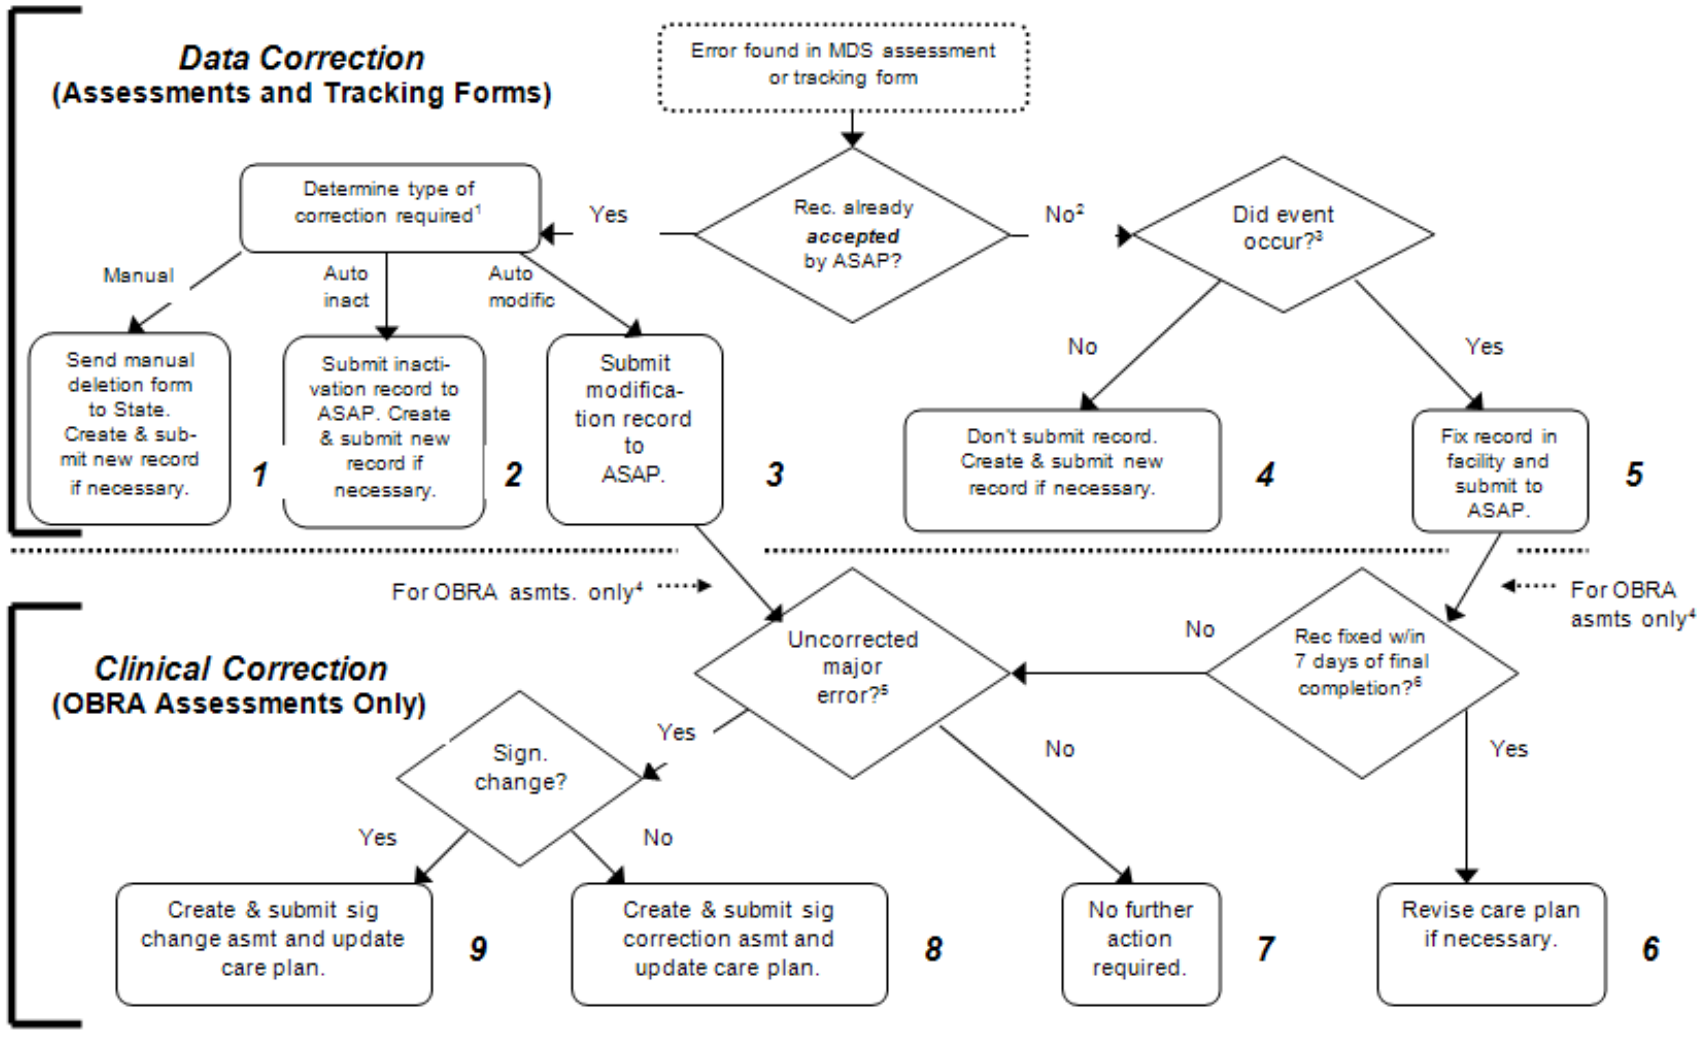 Data Correction
(Assessments and Tracking Forms)
Error found in MDS assessment
or tracking form
Determine type of
correction required¹
Yes
Rec. already
accepted
by ASAP?
No²
Did event
occur?³
Manual
Auto
inact
Auto
modific
No
Yes
Send manual
deletion form
to State.
Create & sub-
mit new record
if necessary.
1
Submit inacti-
vation record to
ASAP. Create
& submit new
record if
necessary.
2
Submit
modifica-
tion record
to
ASAP.
3
Don't submit record.
Create & submit new
record if necessary.
4
Fix record in
facility and
submit to
ASAP.
5
For OBRA asmts. only⁴
For OBRA
asmts only⁴
Clinical Correction
(OBRA Assessments Only)
Uncorrected
major
error?⁵
No
Rec fixed w/in
7 days of final
completion?⁶
Sign.
change?
Yes
No
Yes
Yes
No
Create & submit sig
change asmt and update
care plan.
9
Create & submit sig
correction asmt and
update care plan.
8
No further
action
required.
7
Revise care plan
if necessary.
6